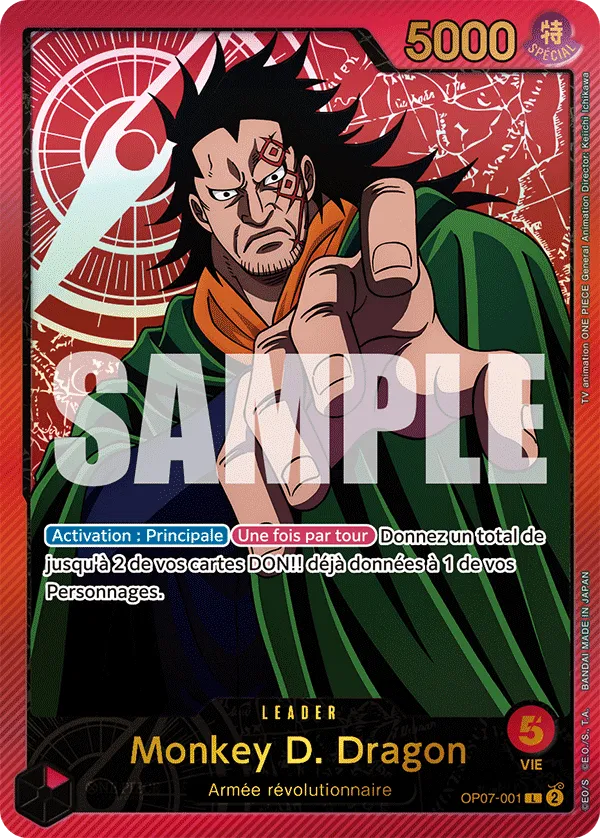 5000
特
SPÉCIAL
TV animation ONE PIECE General Animation Director: Keiichi Ichikawa
SAMPLE
Activation : Principale Une fois par tour Donnez un total de
jusqu'à 2 de vos cartes DON!! déjà données à 1 de vos
Personnages.
©E.O/S ©E.O./S.,T.A. BANDAI MADE IN JAPAN
LEADER
Monkey D. Dragon
Armée révolutionnaire
5
VIE
OP07-001 L 2